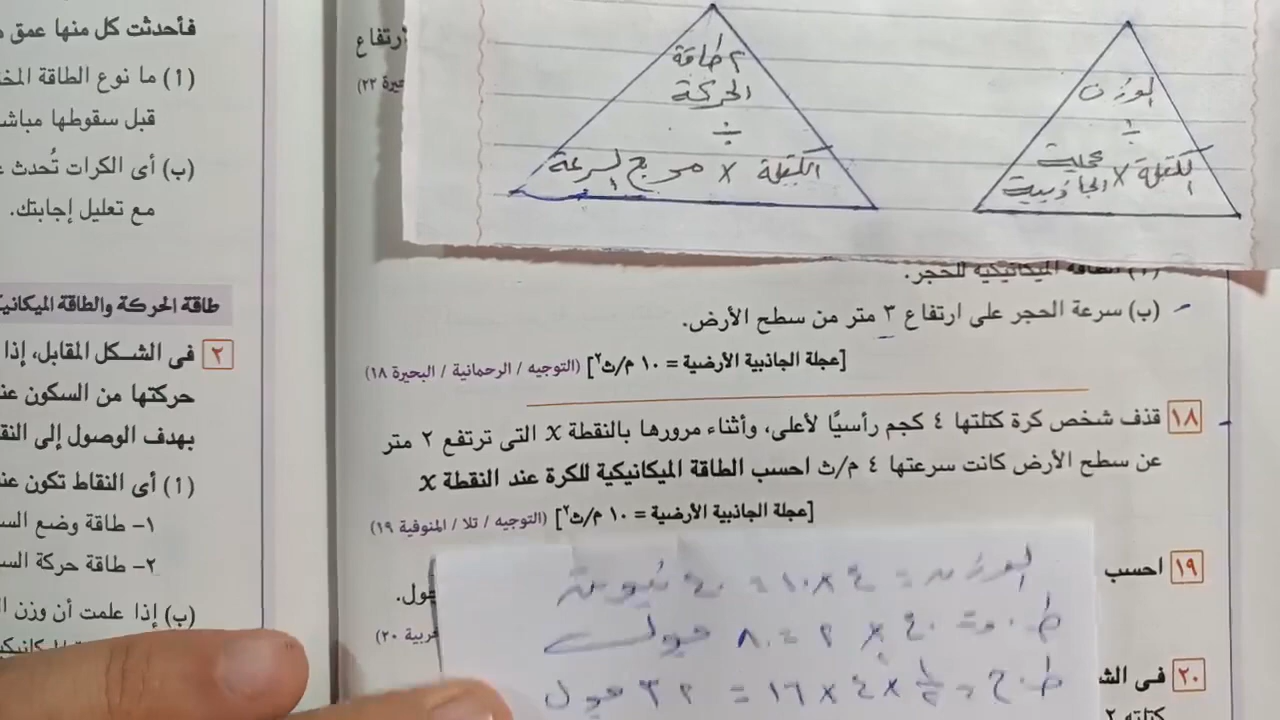 ٢ طاقة
الحركة
÷
الكتلة × مربع السرعة
الوزن
÷
الكتلة × عجلة
الجاذبية
رتفاع
(ب) سرعة الحجر على ارتفاع ٣ متر من سطح الأرض.
[عجلة الجاذبية الأرضية = ١٠ م/ث٢] (التوجيه / الرحمانية / البحيرة ١٨)
١٨ قذف شخص كرة كتلتها ٤ كجم رأسيًا لأعلى، وأثناء مرورها بالنقطة x التى ترتفع ٢ متر
عن سطح الأرض كانت سرعتها ٤ م/ث احسب الطاقة الميكانيكية للكرة عند النقطة x
[عجلة الجاذبية الأرضية = ١٠ م/ث٢] (التوجيه / تلا / المنوفية ١٩)
١٩ احسب
ول.
٢٠ فى الش
كتلته ٢
الوزن = ٤ × ١٠ = ٤٠ نيوتن
ط. و = ٤٠ × ٢ = ٨٠ جول
ط. ح = ½ × ٤ × ١٦ = ٣٢ جول
فأحدثت كل منها عمق
(أ) ما نوع الطاقة المخ
قبل سقوطها مباش
(ب) أى الكرات تُحدث
مع تعليل إجابتك.
طاقة الحركة والطاقة الميكانيك
٢ فى الشكل المقابل، إذا
حركتها من السكون عن
بهدف الوصول إلى النق
(أ) أى النقاط تكون عن
١- طاقة وضع الس
٢- طاقة حركة الس
(ب) إذا علمت أن وزن ا